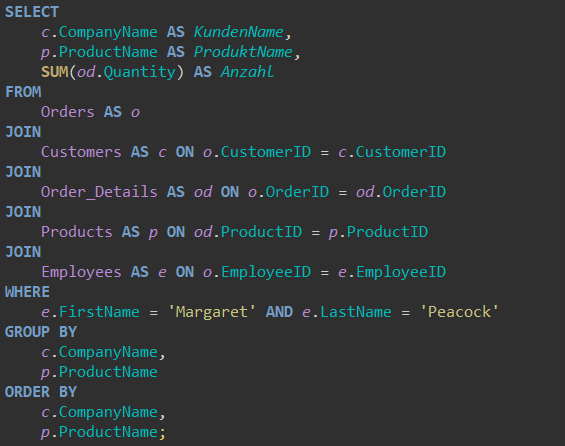 SELECT
    c.CompanyName AS KundenName,
    p.ProductName AS ProduktName,
    SUM(od.Quantity) AS Anzahl
FROM
    Orders AS o
JOIN
    Customers AS c ON o.CustomerID = c.CustomerID
JOIN
    Order_Details AS od ON o.OrderID = od.OrderID
JOIN
    Products AS p ON od.ProductID = p.ProductID
JOIN
    Employees AS e ON o.EmployeeID = e.EmployeeID
WHERE
    e.FirstName = 'Margaret' AND e.LastName = 'Peacock'
GROUP BY
    c.CompanyName,
    p.ProductName
ORDER BY
    c.CompanyName,
    p.ProductName;